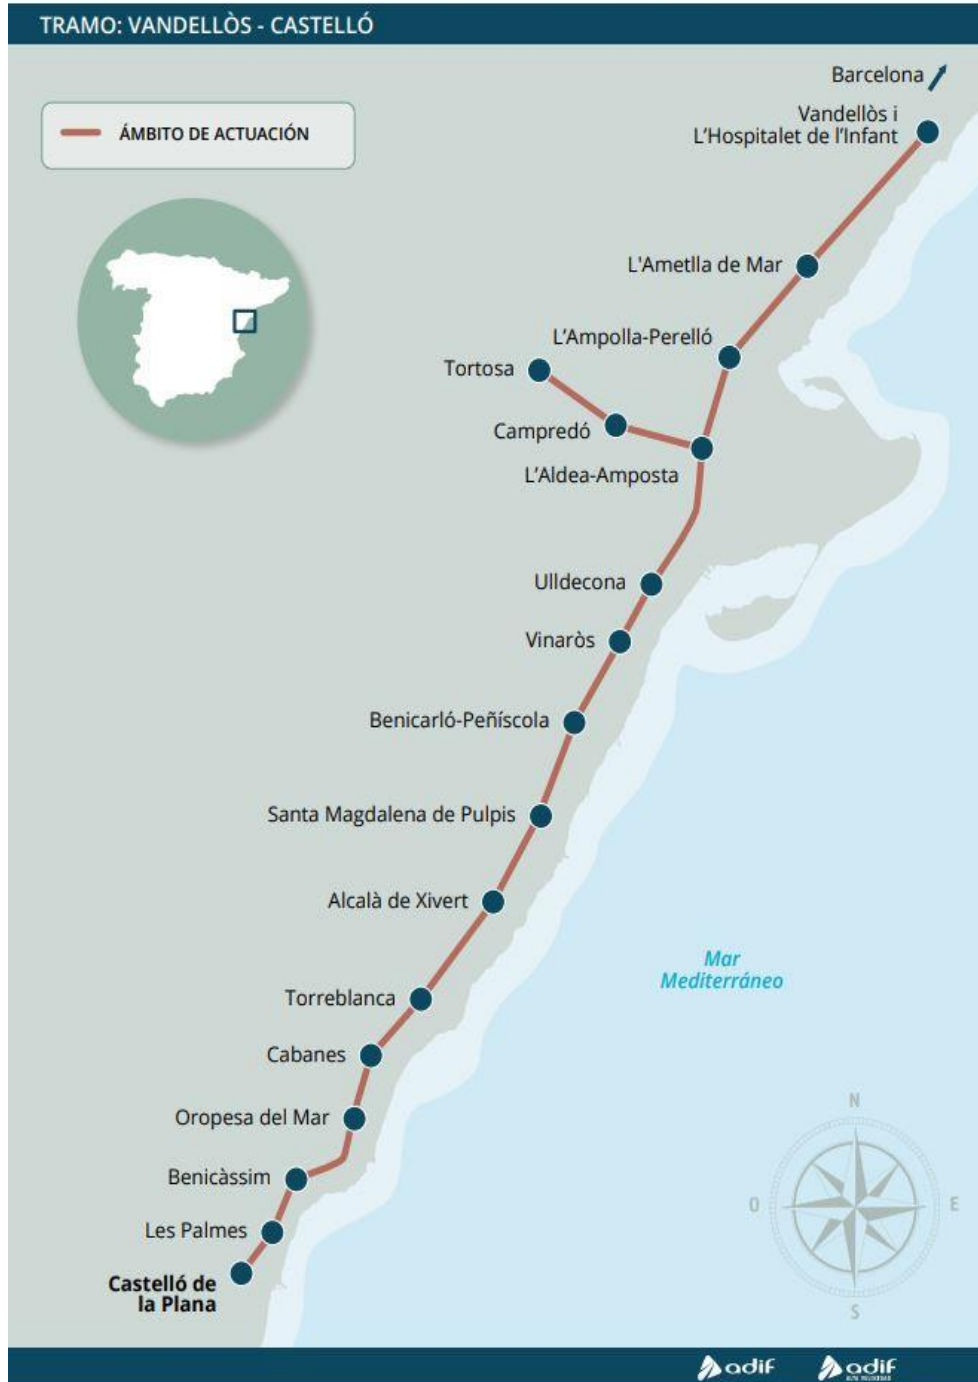 TRAMO: VANDELLÒS - CASTELLÓ
Barcelona
ÁMBITO DE ACTUACIÓN
Vandellòs i
L’Hospitalet de l’Infant
L'Ametlla de Mar
L’Ampolla-Perelló
Tortosa
Campredó
L’Aldea-Amposta
Ulldecona
Vinaròs
Benicarló-Peñíscola
Santa Magdalena de Pulpis
Alcalà de Xivert
Mar
Mediterráneo
Torreblanca
Cabanes
Oropesa del Mar
Benicàssim
Les Palmes
Castelló de
la Plana
N
O
E
S
adif
adif
ALTA VELOCIDAD